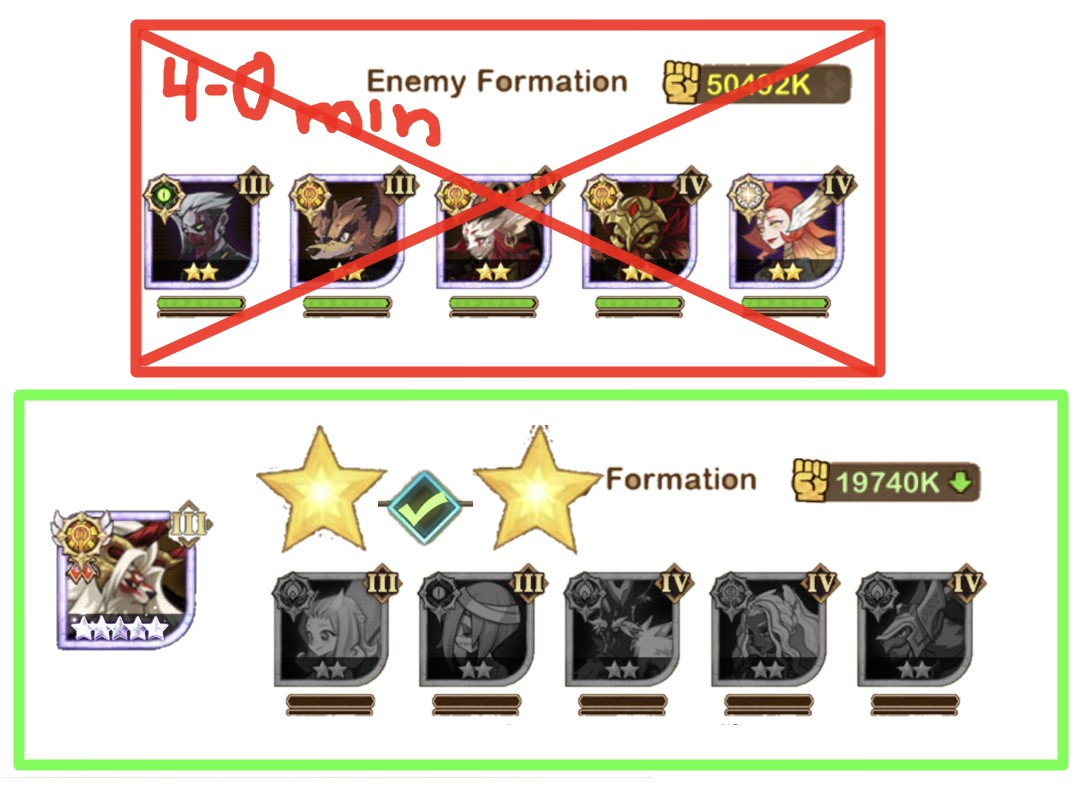 4-0 min
Enemy Formation
50492K
III III IV IV IV
Formation
19740K
III
III III IV IV IV